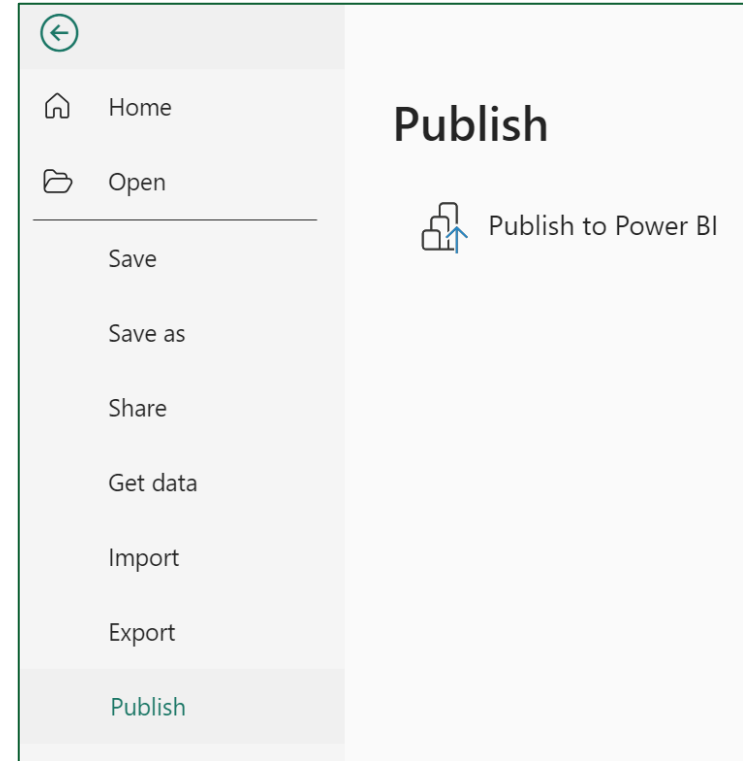 Home
Open
Save
Save as
Share
Get data
Import
Export
Publish
Publish
Publish to Power BI